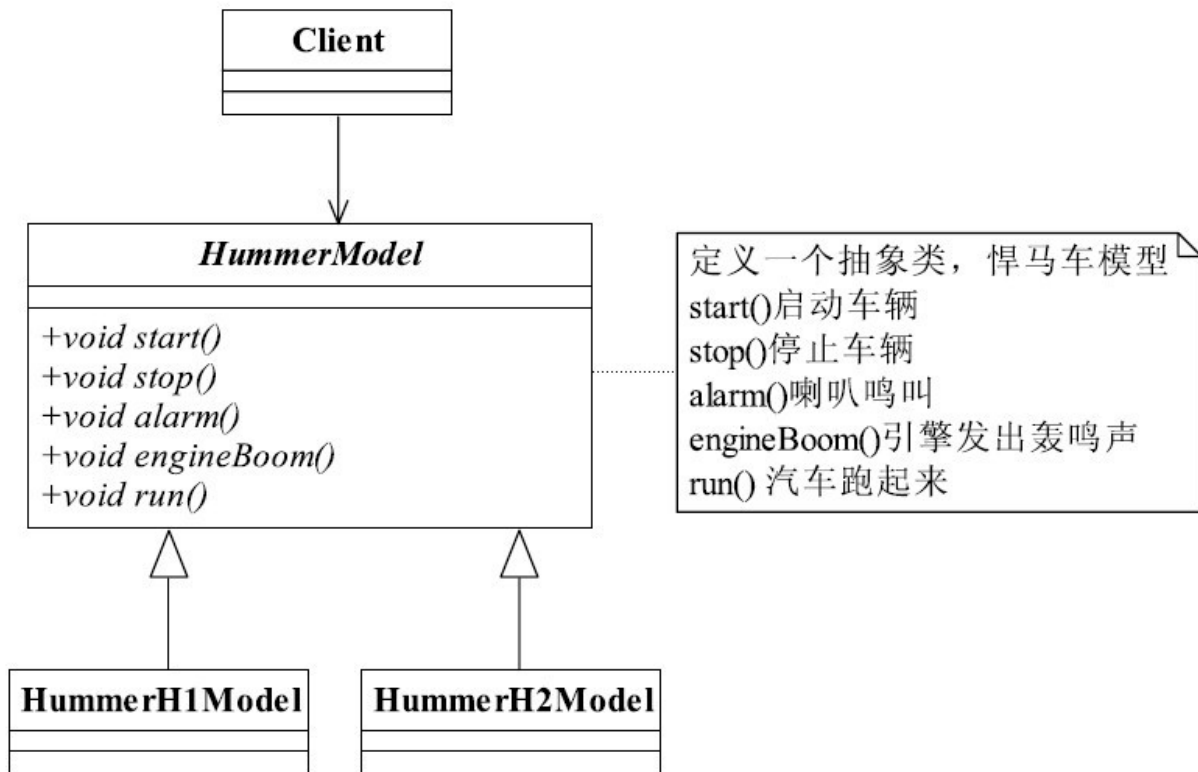 Client
HummerModel
+void start()
+void stop()
+void alarm()
+void engineBoom()
+void run()
定义一个抽象类，悍马车模型
start()启动车辆
stop()停止车辆
alarm()喇叭鸣叫
engineBoom()引擎发出轰鸣声
run() 汽车跑起来
HummerH1Model
HummerH2Model